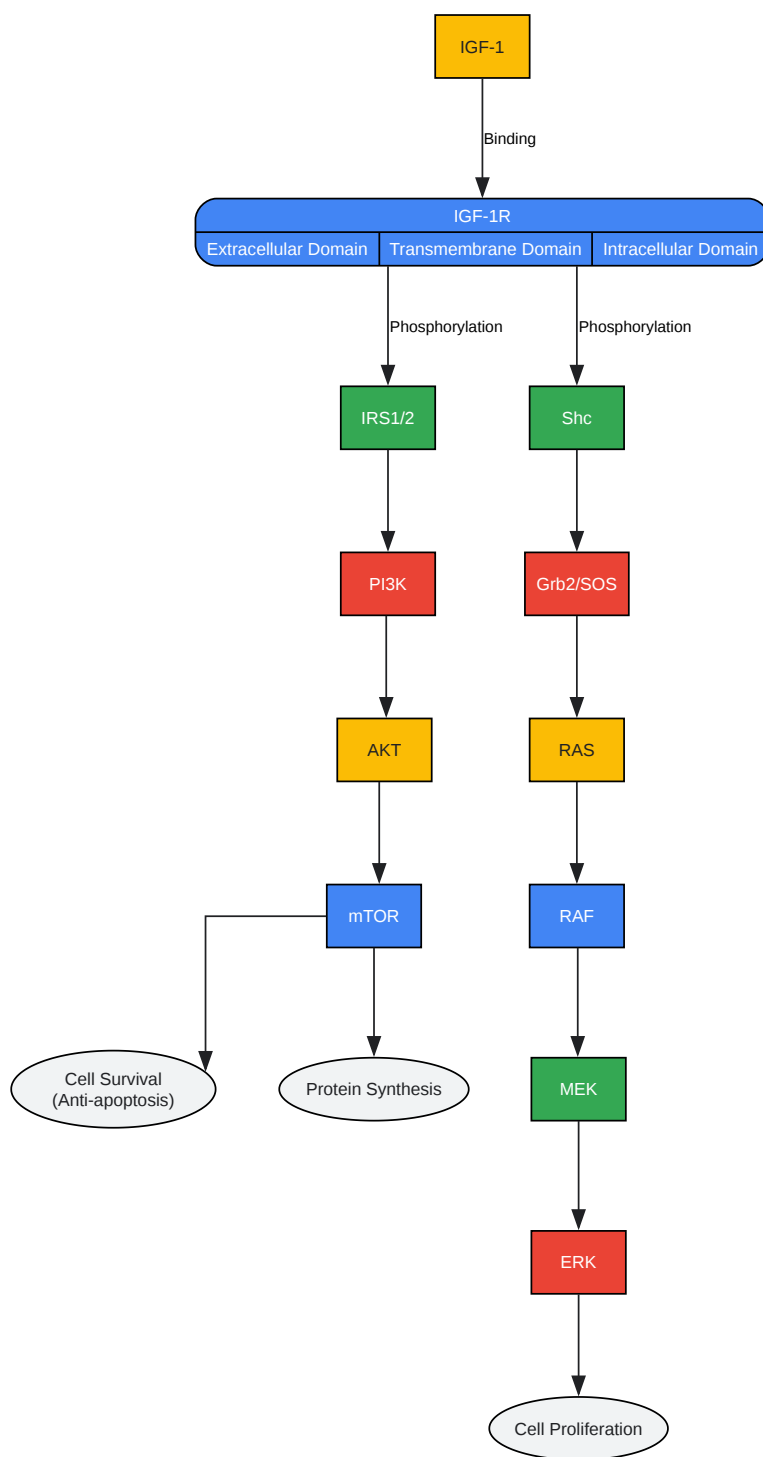 IGF-1
Binding
IGF-1R
Extracellular Domain
Transmembrane Domain
Intracellular Domain
Phosphorylation
Phosphorylation
IRS1/2
Shc
PI3K
Grb2/SOS
AKT
RAS
mTOR
RAF
Cell Survival
(Anti-apoptosis)
Protein Synthesis
MEK
ERK
Cell Proliferation